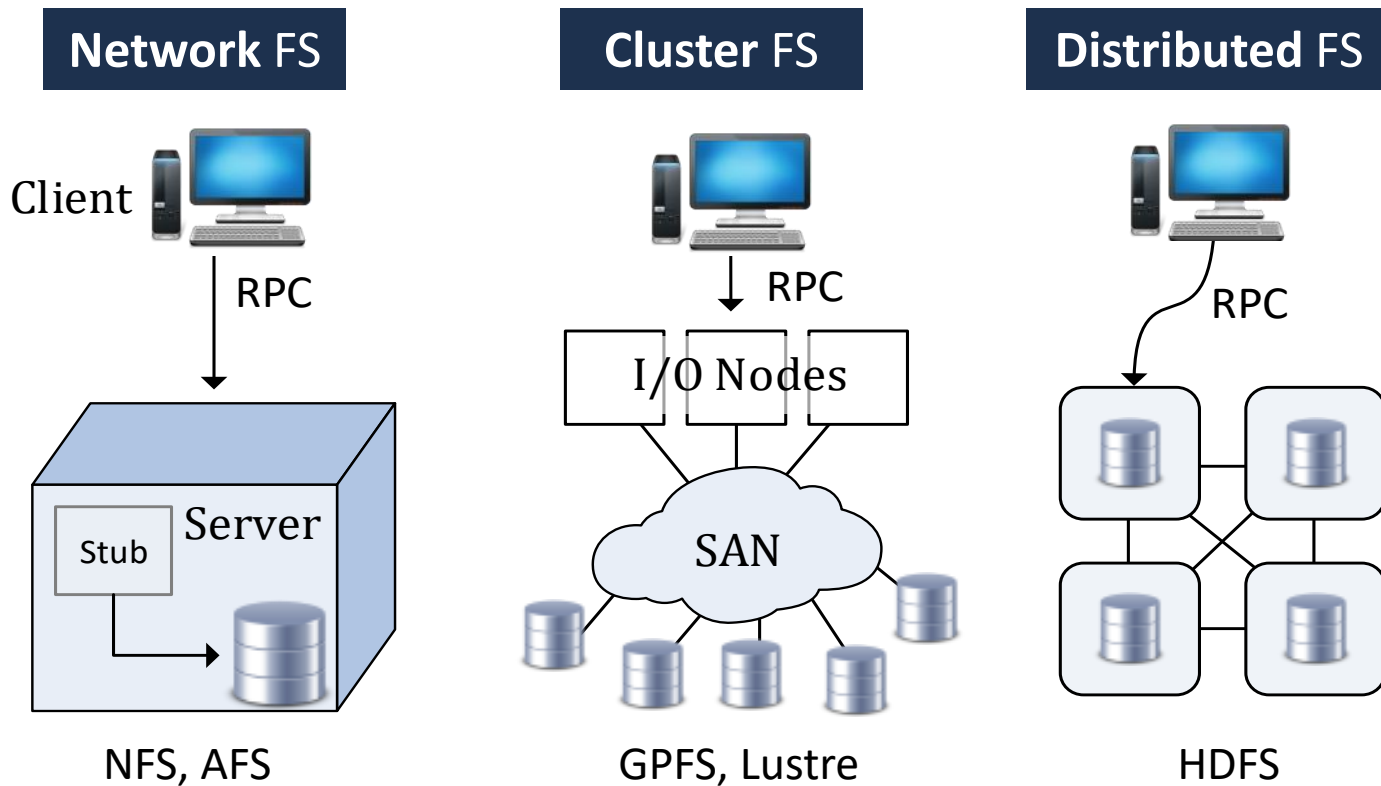 Network FS
Cluster FS
Distributed FS
Client
RPC
RPC
RPC
I/O Nodes
Server
Stub
SAN
NFS, AFS
GPFS, Lustre
HDFS